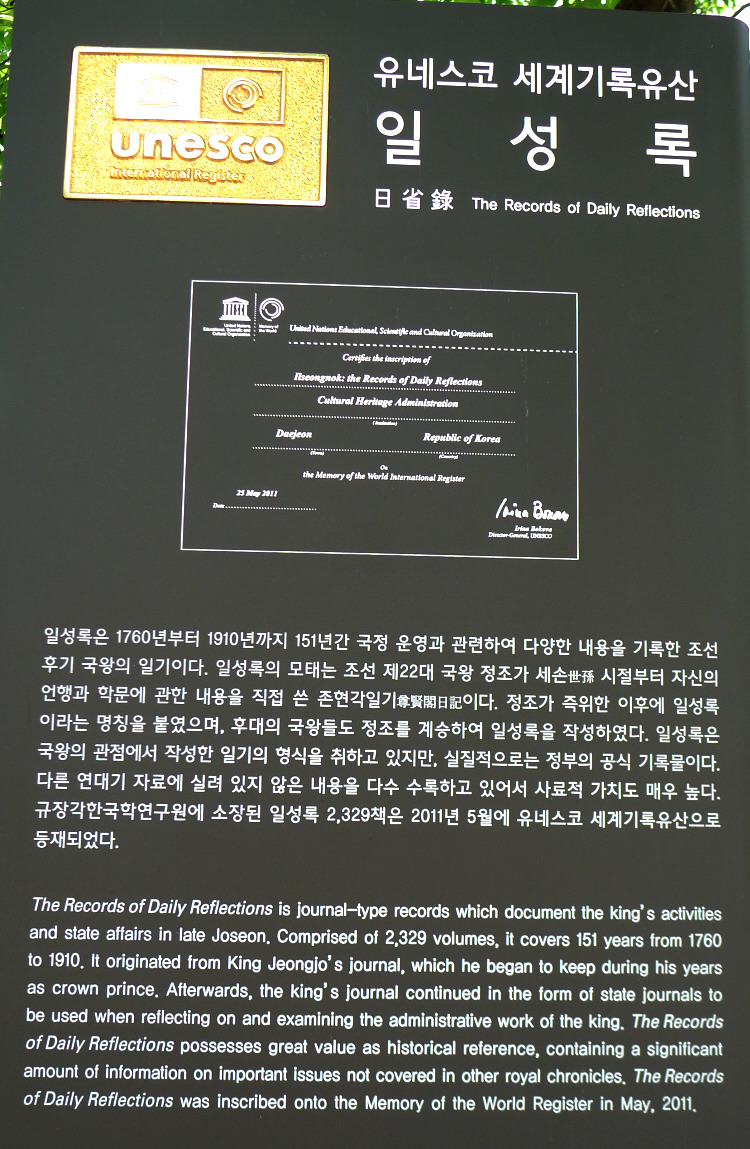 unesco
International Register
유네스코 세계기록유산
일 성 록
日省錄 The Records of Daily Reflections
United Nations
Educational, Scientific and
Cultural Organization
Memory of
the World
United Nations Educational, Scientific and Cultural Organization
Certifies the inscription of
Ilseongnok: the Records of Daily Reflections
Cultural Heritage Administration
(Institution)
Daejeon Republic of Korea
(Town) (Country)
On
the Memory of the World International Register
25 May 2011
Date
Irina Bokova
Irina Bokova
Director-General, UNESCO
일성록은 1760년부터 1910년까지 151년간 국정 운영과 관련하여 다양한 내용을 기록한 조선
후기 국왕의 일기이다. 일성록의 모태는 조선 제22대 국왕 정조가 세손世孫 시절부터 자신의
언행과 학문에 관한 내용을 직접 쓴 존현각일기尊賢閣日記이다. 정조가 즉위한 이후에 일성록
이라는 명칭을 붙였으며, 후대의 국왕들도 정조를 계승하여 일성록을 작성하였다. 일성록은
국왕의 관점에서 작성한 일기의 형식을 취하고 있지만, 실질적으로는 정부의 공식 기록물이다.
다른 연대기 자료에 실려 있지 않은 내용을 다수 수록하고 있어서 사료적 가치도 매우 높다.
규장각한국학연구원에 소장된 일성록 2,329책은 2011년 5월에 유네스코 세계기록유산으로
등재되었다.
The Records of Daily Reflections is journal-type records which document the king's activities
and state affairs in late Joseon. Comprised of 2,329 volumes, it covers 151 years from 1760
to 1910. It originated from King Jeongjo's journal, which he began to keep during his years
as crown prince. Afterwards, the king's journal continued in the form of state journals to
be used when reflecting on and examining the administrative work of the king. The Records
of Daily Reflections possesses great value as historical reference, containing a significant
amount of information on important issues not covered in other royal chronicles. The Records
of Daily Reflections was inscribed onto the Memory of the World Register in May, 2011.